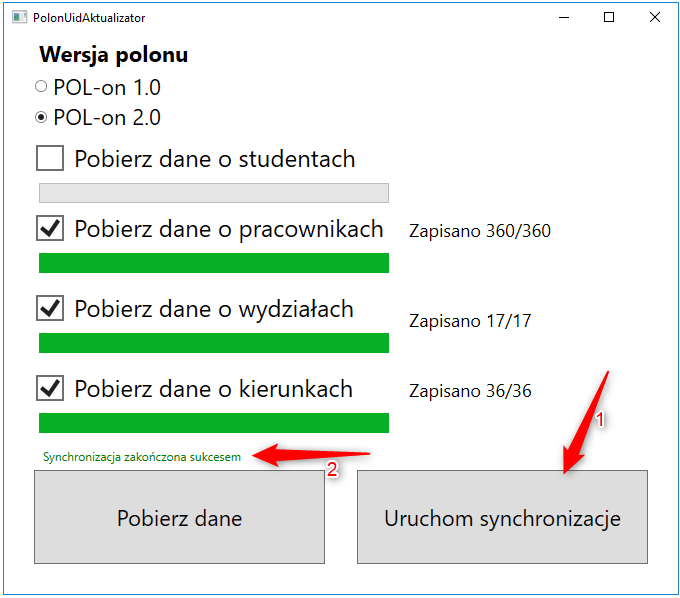 PolonUidAktualizator
Wersja polonu
POL-on 1.0
POL-on 2.0
Pobierz dane o studentach
Pobierz dane o pracownikach
Zapisano 360/360
Pobierz dane o wydziałach
Zapisano 17/17
Pobierz dane o kierunkach
Zapisano 36/36
1
Synchronizacja zakończona sukcesem
2
Pobierz dane
Uruchom synchronizacje